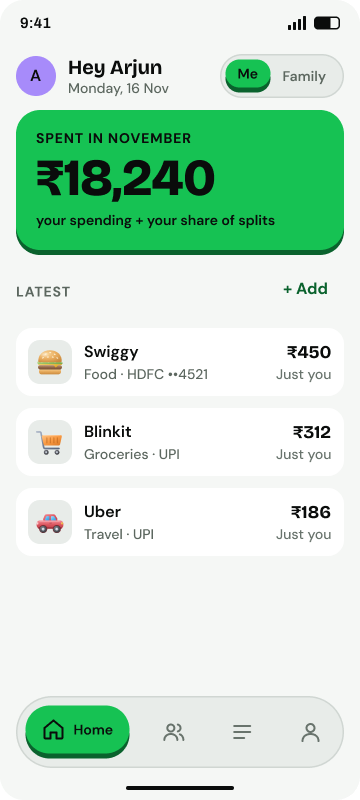 9:41
A
Hey Arjun
Monday, 16 Nov
Me
Family
SPENT IN NOVEMBER
₹18,240
your spending + your share of splits
LATEST
+ Add
Swiggy
₹450
Food · HDFC ••4521
Just you
Blinkit
₹312
Groceries · UPI
Just you
Uber
₹186
Travel · UPI
Just you
Home